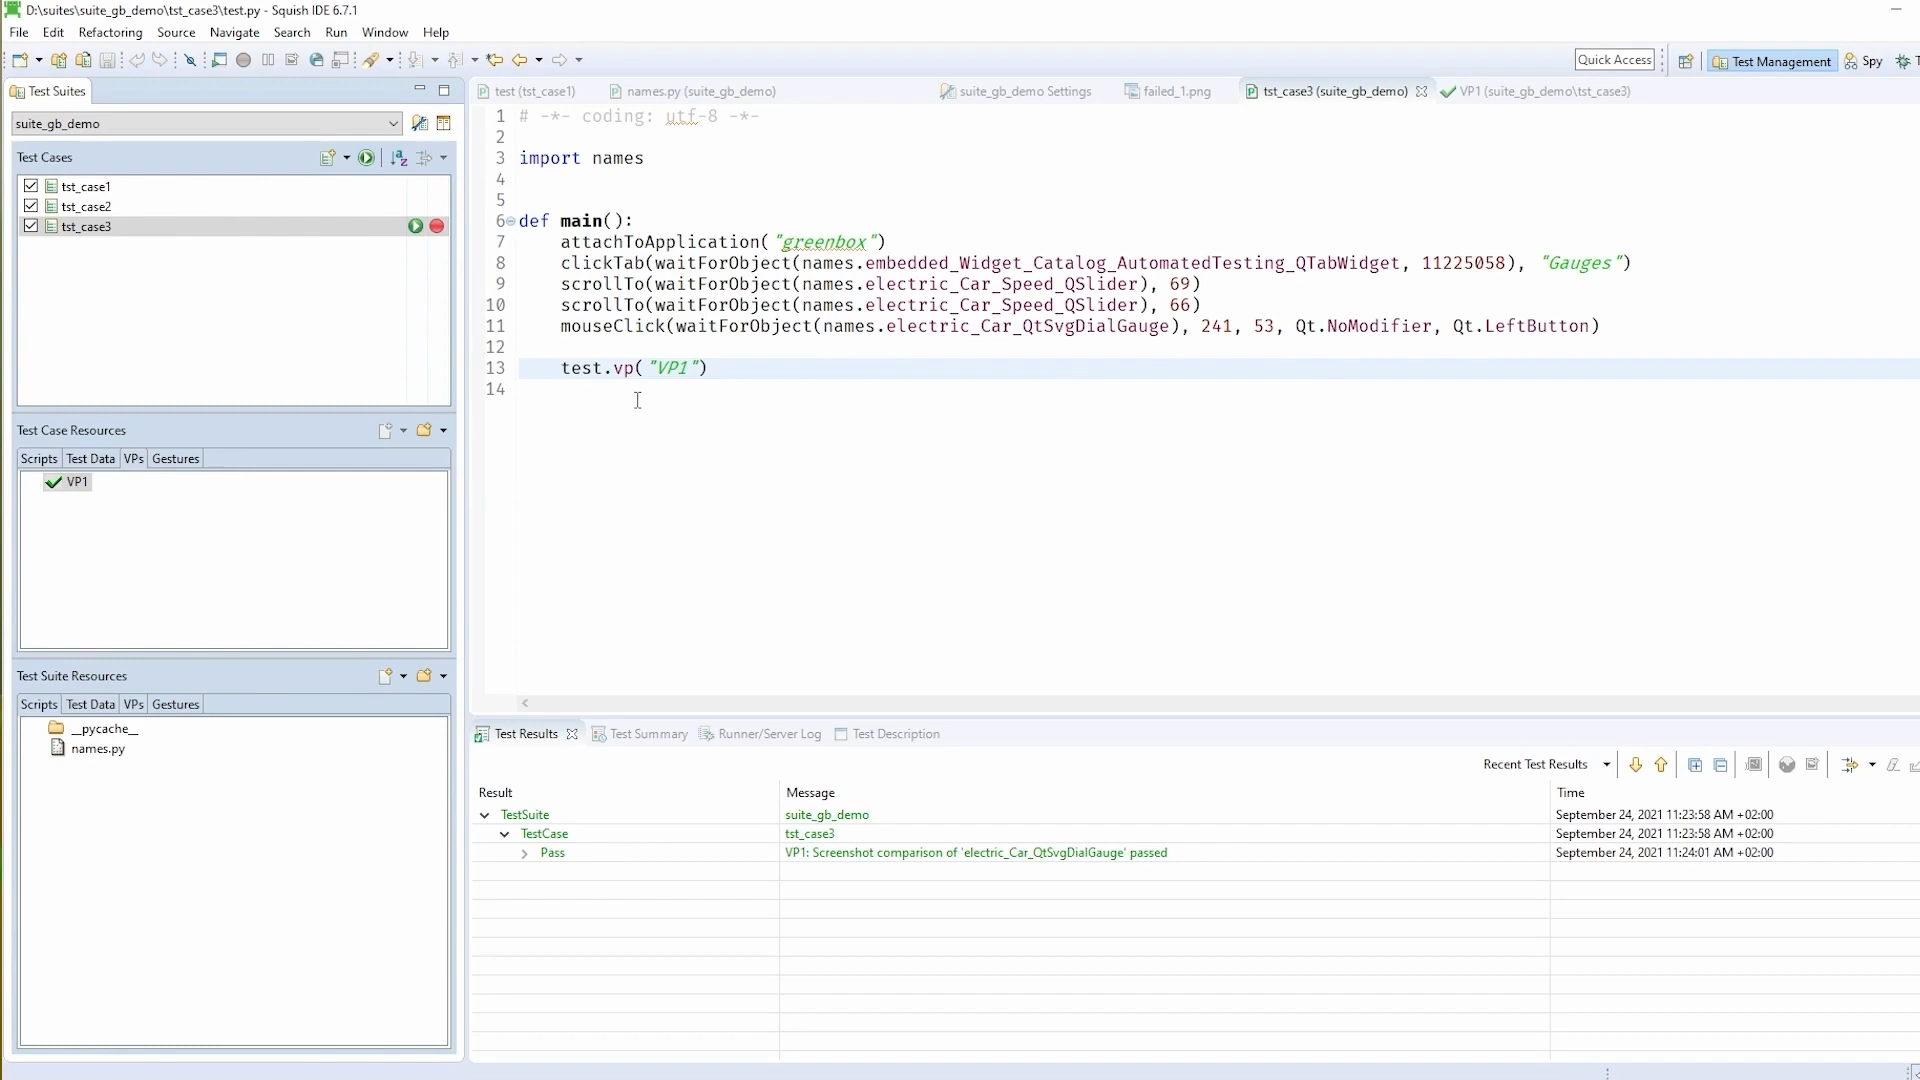 D:\suites\suite_gb_demo\tst_case3\test.py - Squish IDE 6.7.1
File Edit Refactoring Source Navigate Search Run Window Help
Quick Access
Test Management
Spy
T
Test Suites
suite_gb_demo
Test Cases
tst_case1
tst_case2
tst_case3
Test Case Resources
Scripts Test Data VPs Gestures
VP1
Test Suite Resources
Scripts Test Data VPs Gestures
__pycache__
names.py
test (tst_case1) names.py (suite_gb_demo) suite_gb_demo Settings failed_1.png tst_case3 (suite_gb_demo) VP1 (suite_gb_demo\tst_case3)
1 # -*- coding: utf-8 -*-
2
3 import names
4
5
6 def main():
7 attachToApplication("greenbox")
8 clickTab(waitForObject(names.embedded_Widget_Catalog_AutomatedTesting_QTabWidget, 11225058), "Gauges")
9 scrollTo(waitForObject(names.electric_Car_Speed_QSlider), 69)
10 scrollTo(waitForObject(names.electric_Car_Speed_QSlider), 66)
11 mouseClick(waitForObject(names.electric_Car_QtSvgDialGauge), 241, 53, Qt.NoModifier, Qt.LeftButton)
12
13 test.vp("VP1")
14
Test Results Test Summary Runner/Server Log Test Description
Recent Test Results
Result Message Time
TestSuite suite_gb_demo September 24, 2021 11:23:58 AM +02:00
TestCase tst_case3 September 24, 2021 11:23:58 AM +02:00
Pass VP1: Screenshot comparison of 'electric_Car_QtSvgDialGauge' passed September 24, 2021 11:24:01 AM +02:00